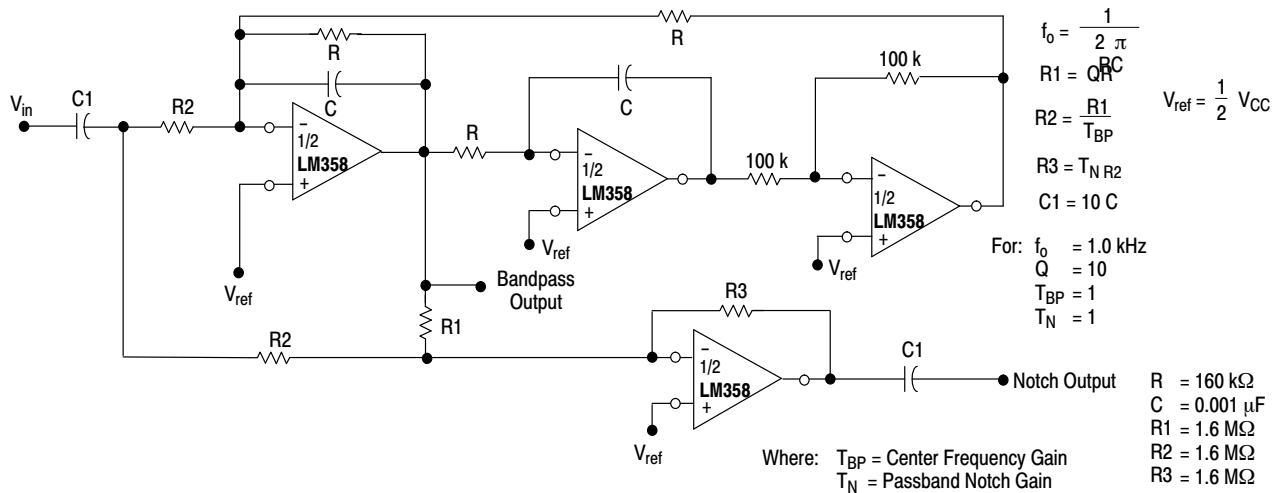 R
R
C
V_in
C1
R2
−
1/2
LM358
+
V_ref
R
C
−
1/2
LM358
+
V_ref
100 k
100 k
−
1/2
LM358
+
V_ref
Bandpass
Output
R1
R2
R3
−
1/2
LM358
+
V_ref
C1
Notch Output
f_o = 1 / 2 π RC
R1 = QR
R2 = R1 / T_BP
R3 = T_N R2
C1 = 10 C
V_ref = 1/2 V_CC
For: f_o = 1.0 kHz
Q = 10
T_BP = 1
T_N = 1
R = 160 kΩ
C = 0.001 μF
R1 = 1.6 MΩ
R2 = 1.6 MΩ
R3 = 1.6 MΩ
Where: T_BP = Center Frequency Gain
T_N = Passband Notch Gain